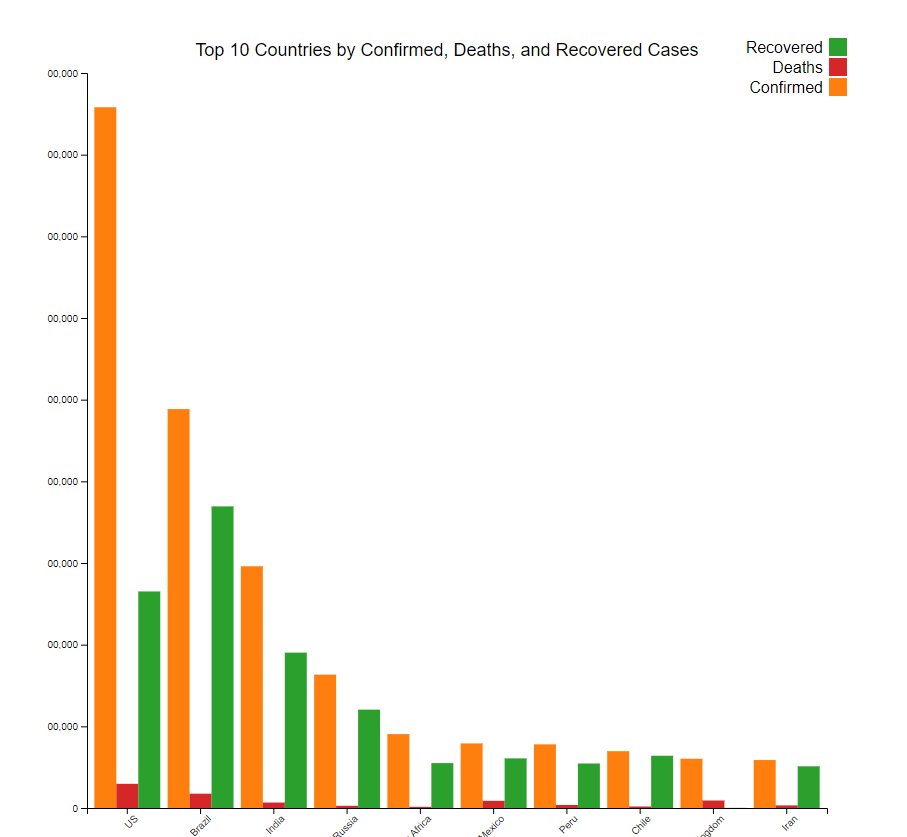 Top 10 Countries by Confirmed, Deaths, and Recovered Cases
Recovered
Deaths
Confirmed
00,000
00,000
00,000
00,000
00,000
00,000
00,000
00,000
00,000
0
US
Brazil
India
Russia
Africa
Mexico
Peru
Chile
ngdom
Iran